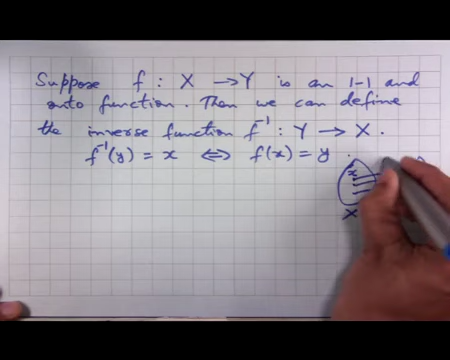 Suppose f : X → Y is an 1-1 and
onto function. Then we can define
the inverse function f⁻¹ : Y → X.
f⁻¹(y) = x ⇔ f(x) = y.
x
X